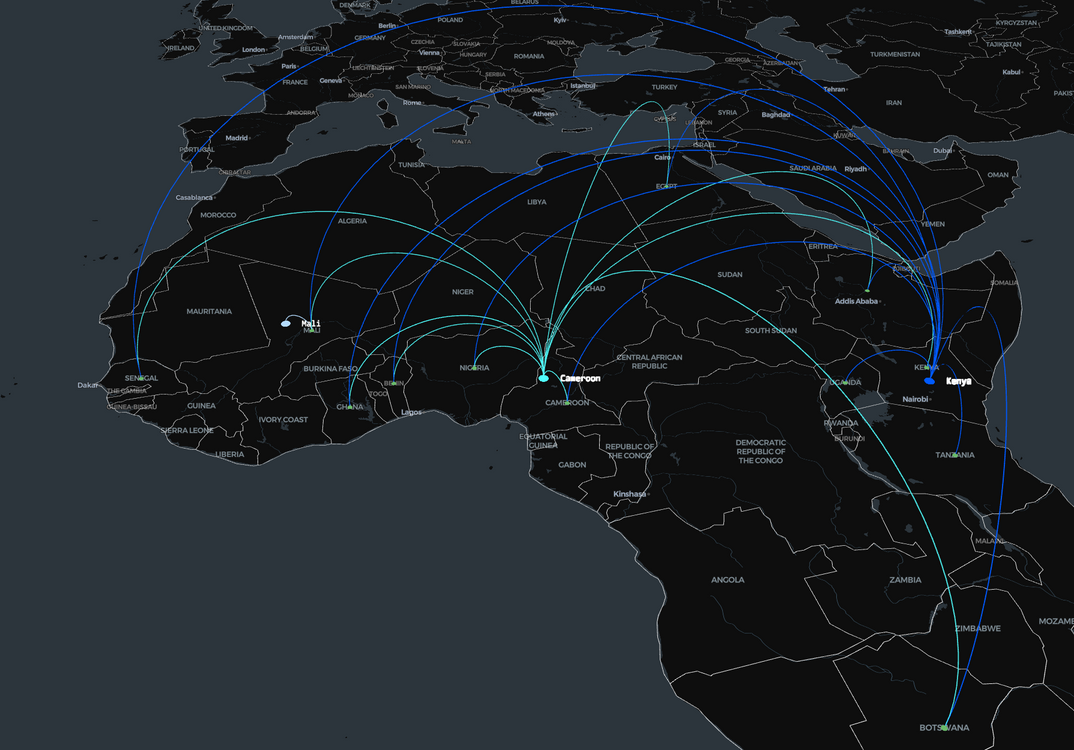 DENMARK
BELARUS
UNITED KINGDOM
Berlin
POLAND
Kyiv
KYRGYZSTAN
Amsterdam
GERMANY
Tashkent
IRELAND
London
BELGIUM
CZECHIA
SLOVAKIA
MOLDOVA
TAJIKISTAN
Vienna
HUNGARY
ROMANIA
TURKMENISTAN
Paris
LIECHTENSTEIN
SLOVENIA
GEORGIA
AZERBAIJAN
FRANCE
Geneva
SERBIA
Kabul
MONACO
SAN MARINO
NORTH MACEDONIA
Istanbul
TURKEY
Tehran
Rome
IRAN
PAKIS
ANDORRA
Athens
SYRIA
Baghdad
CYPRUS
LEBANON
Madrid
MALTA
KUWAIT
PORTUGAL
ISRAEL
BAHRAIN
Dubai
GIBRALTAR
TUNISIA
Cairo
SAUDI ARABIA
Riyadh
OMAN
EGYPT
Casablanca
MOROCCO
ALGERIA
LIBYA
YEMEN
ERITREA
SUDAN
DJIBOUTI
NIGER
CHAD
SOMALIA
Addis Ababa
MAURITANIA
Mali
MALI
SOUTH SUDAN
BURKINA FASO
NIGERIA
CENTRAL AFRICAN
REPUBLIC
KENYA
Dakar
SENEGAL
Cameroon
Kenya
THE GAMBIA
BENIN
TOGO
UGANDA
GUINEA-BISSAU
GUINEA
GHANA
Lagos
CAMEROON
Nairobi
IVORY COAST
RWANDA
SIERRA LEONE
EQUATORIAL
GUINEA
BURUNDI
LIBERIA
REPUBLIC OF
THE CONGO
DEMOCRATIC
REPUBLIC OF
THE CONGO
TANZANIA
GABON
Kinshasa
MALAWI
ANGOLA
ZAMBIA
ZIMBABWE
MOZAM
BOTSWANA